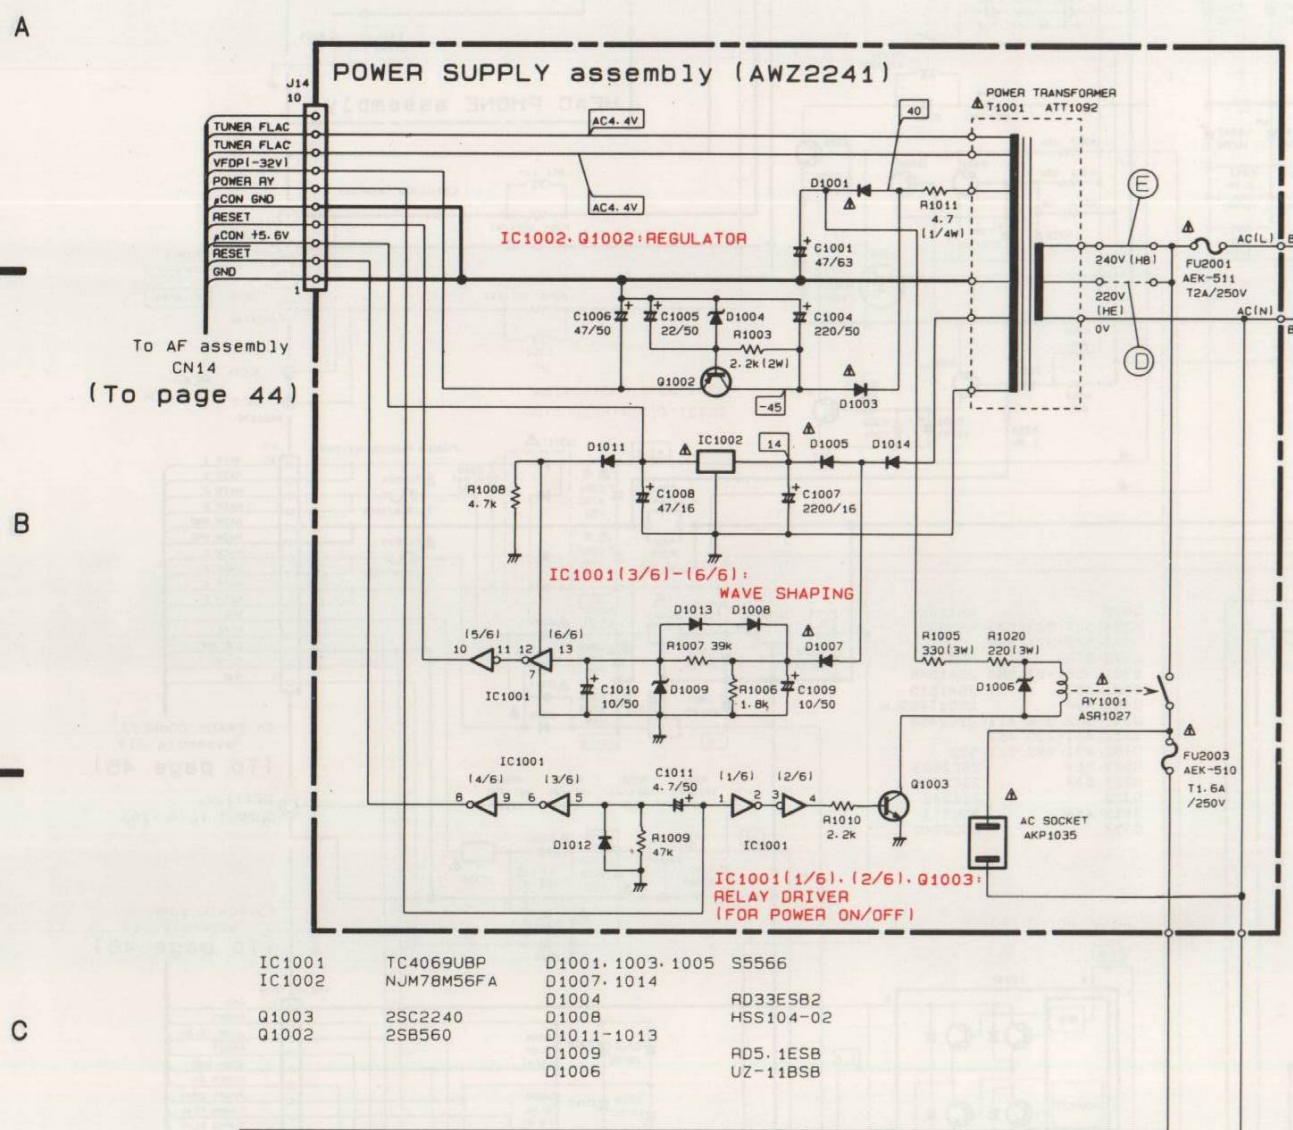 A
POWER SUPPLY assembly (AWZ2241)
J14
10
TUNER FLAC
TUNER FLAC
VFDP(-32V)
POWER RY
μCON GND
RESET
μCON +5.6V
RESET
GND
1
To AF assembly
CN14
(To page 44)
AC4.4V
AC4.4V
40
POWER TRANSFORMER
T1001 ATT1092
D1001
R1011
4.7
(1/4W)
IC1002, Q1002:REGULATOR
C1001
47/63
E
240V(HB)
220V
(HE)
0V
D
FU2001
AEK-511
T2A/250V
AC(L)
AC(N)
C1006
47/50
C1005
22/50
D1004
R1003
2.2k(2W)
C1004
220/50
Q1002
-45
D1003
B
D1011
IC1002
14
D1005
D1014
R1008
4.7k
C1008
47/16
C1007
2200/16
IC1001(3/6)-(6/6):
WAVE SHAPING
D1013
D1008
R1007 39k
D1007
(5/6)
(6/6)
10
11
12
13
7
IC1001
C1010
10/50
D1009
R1006
1.8k
C1009
10/50
R1005
330(3W)
R1020
220(3W)
D1006
RY1001
ASR1027
FU2003
AEK-510
T1.6A
/250V
IC1001
(4/6)
(3/6)
8
9
6
5
C1011
4.7/50
(1/6)
(2/6)
1
2
3
4
D1012
R1009
47k
IC1001
R1010
2.2k
Q1003
AC SOCKET
AKP1035
IC1001(1/6), (2/6), Q1003:
RELAY DRIVER
(FOR POWER ON/OFF)
C
IC1001 TC4069UBP D1001, 1003, 1005 S5566
IC1002 NJM78M56FA D1007, 1014
D1004 RD33ESB2
Q1003 2SC2240 D1008 HSS104-02
Q1002 2SB560 D1011-1013
D1009 RD5.1ESB
D1006 UZ-11BSB